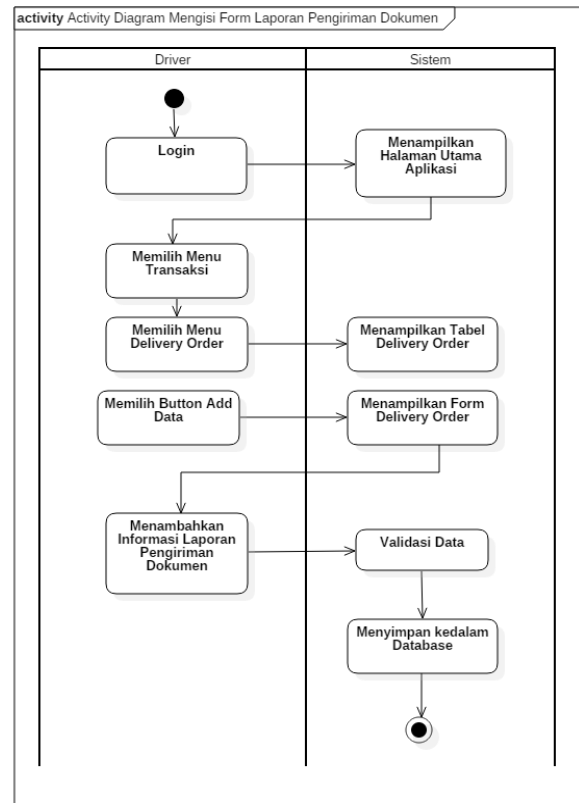 activity Activity Diagram Mengisi Form Laporan Pengiriman Dokumen
Driver
Sistem
Login
Menampilkan
Halaman Utama
Aplikasi
Memilih Menu
Transaksi
Memilih Menu
Delivery Order
Menampilkan Tabel
Delivery Order
Memilih Button Add
Data
Menampilkan Form
Delivery Order
Menambahkan
Informasi Laporan
Pengiriman
Dokumen
Validasi Data
Menyimpan kedalam
Database